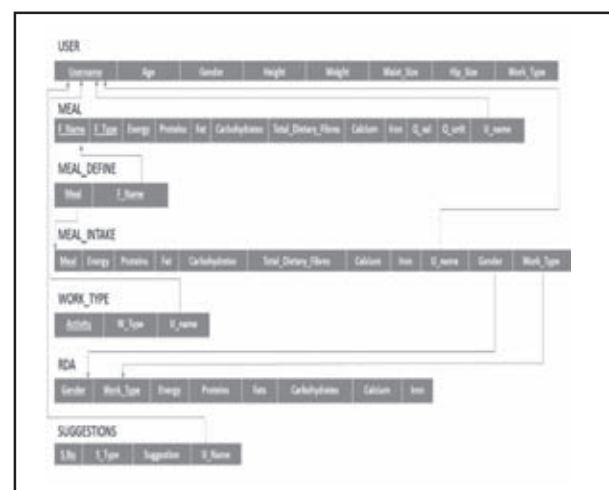 USER
Username Age Gender Height Weight Waist_Size Hip_Size Work_Type
MEAL
F_Name F_Type Energy Proteins Fat Carbohydrates Total_Dietary_Fibres Calcium Iron Q_val Q_unit U_name
MEAL_DEFINE
Meal F_Name
MEAL_INTAKE
Meal Energy Proteins Fat Carbohydrates Total_Dietary_Fibres Calcium Iron U_name Gender Work_Type
WORK_TYPE
Activity W_Type U_name
RDA
Gender Work_Type Energy Proteins Fats Carbohydrates Calcium Iron
SUGGESTIONS
S.No S_Type Suggestion U_Name